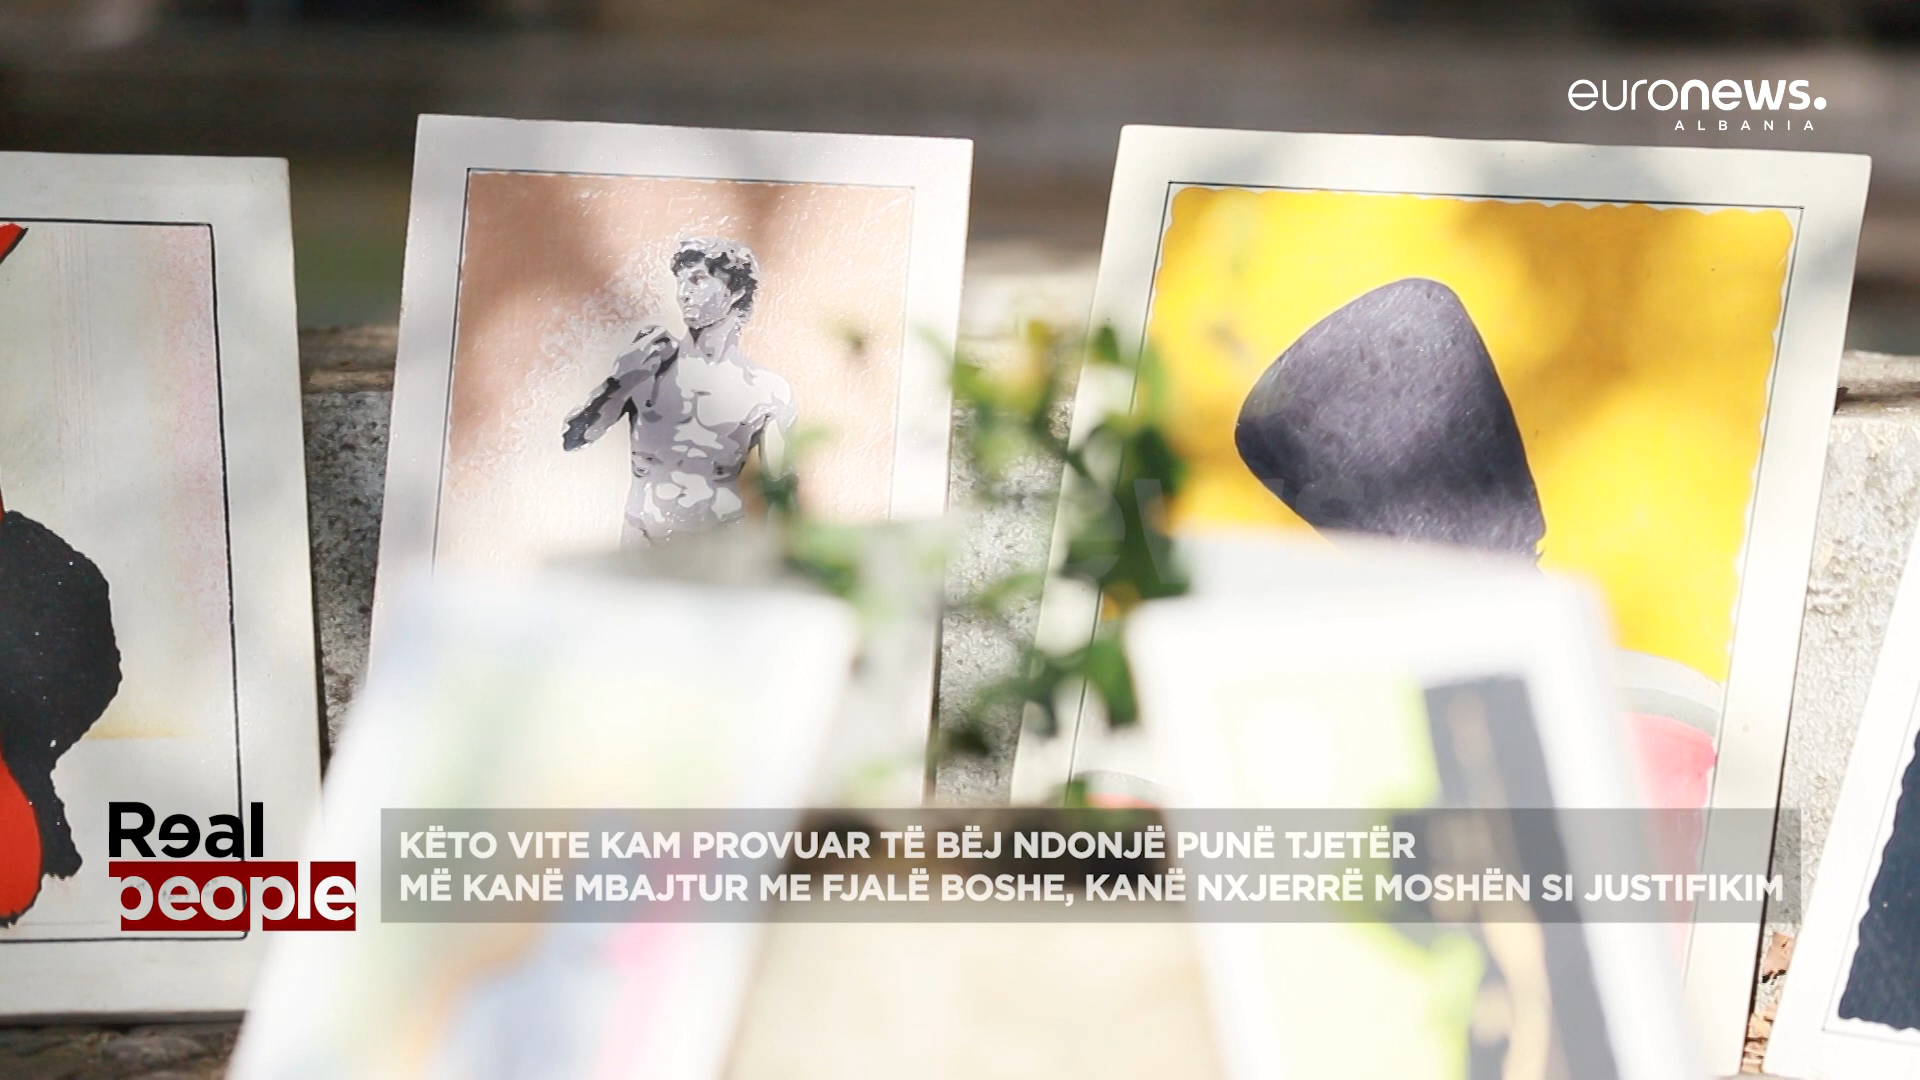 euronews.
ALBANIA
Real
people
KËTO VITE KAM PROVUAR TË BËJ NDONJË PUNË TJETËR
MË KANË MBAJTUR ME FJALË BOSHE, KANË NXJERRË MOSHËN SI JUSTIFIKIM